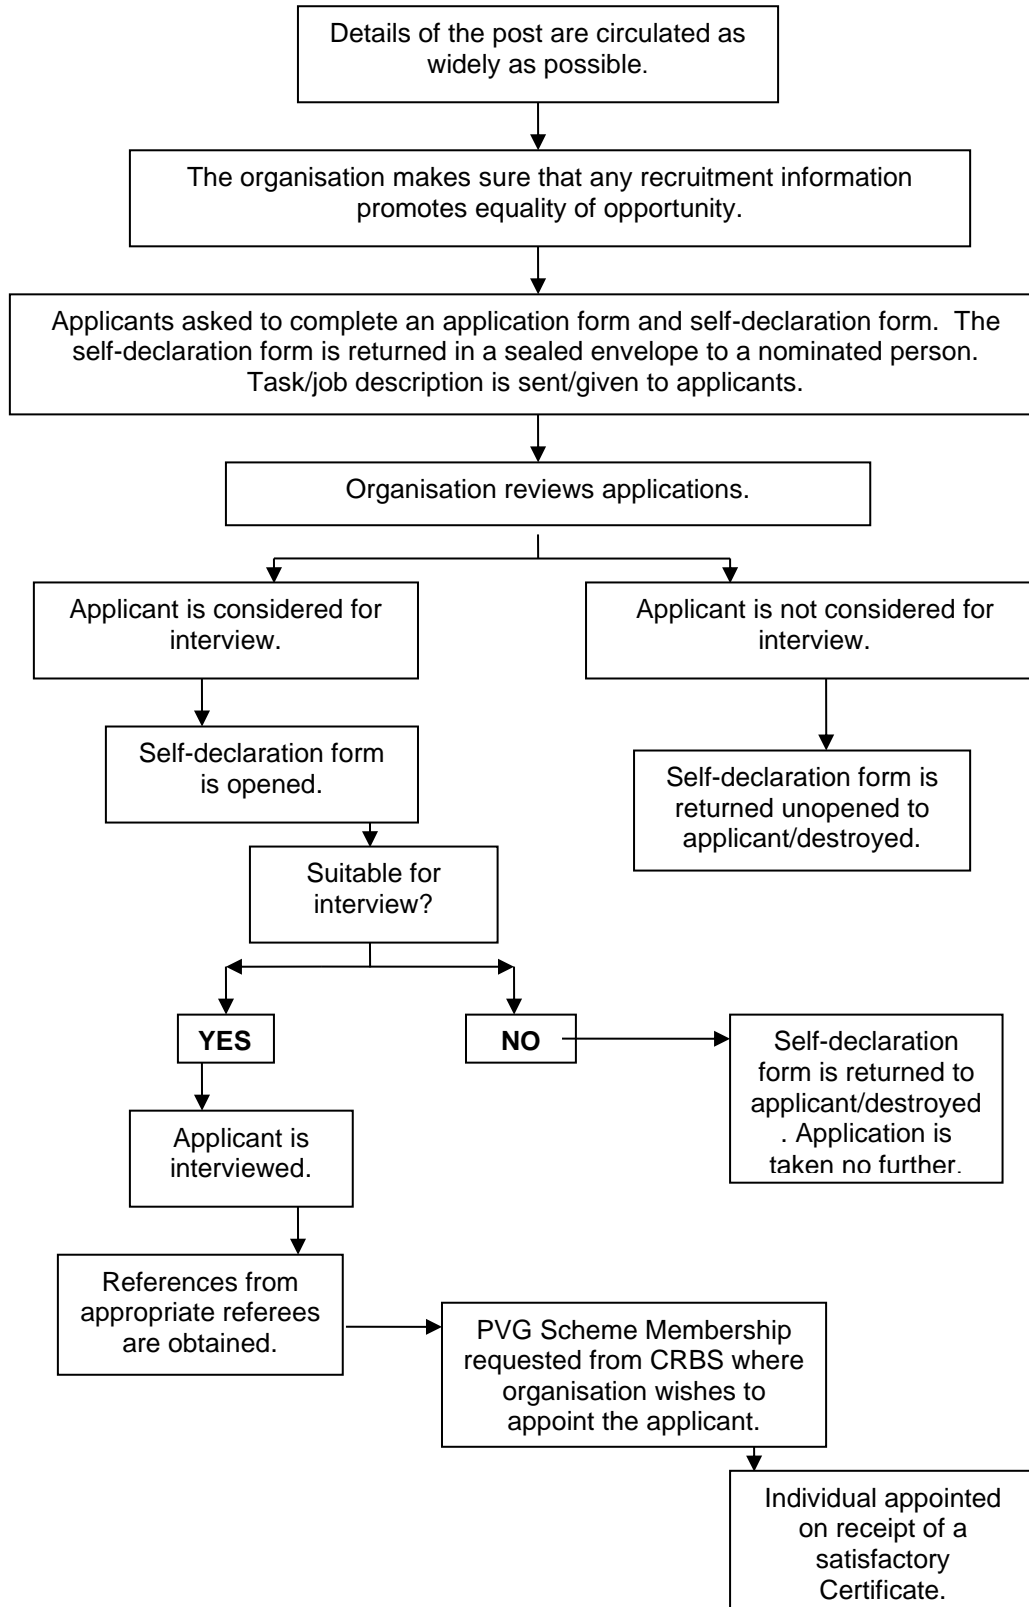 Details of the post are circulated as
widely as possible.
The organisation makes sure that any recruitment information
promotes equality of opportunity.
Applicants asked to complete an application form and self-declaration form.  The
self-declaration form is returned in a sealed envelope to a nominated person.
Task/job description is sent/given to applicants.
Organisation reviews applications.
Applicant is considered for
interview.
Applicant is not considered for
interview.
Self-declaration form
is opened.
Self-declaration form is
returned unopened to
applicant/destroyed.
Suitable for
interview?
YES
NO
Self-declaration
form is returned to
applicant/destroyed
. Application is
taken no further.
Applicant is
interviewed.
References from
appropriate referees
are obtained.
PVG Scheme Membership
requested from CRBS where
organisation wishes to
appoint the applicant.
Individual appointed
on receipt of a
satisfactory
Certificate.